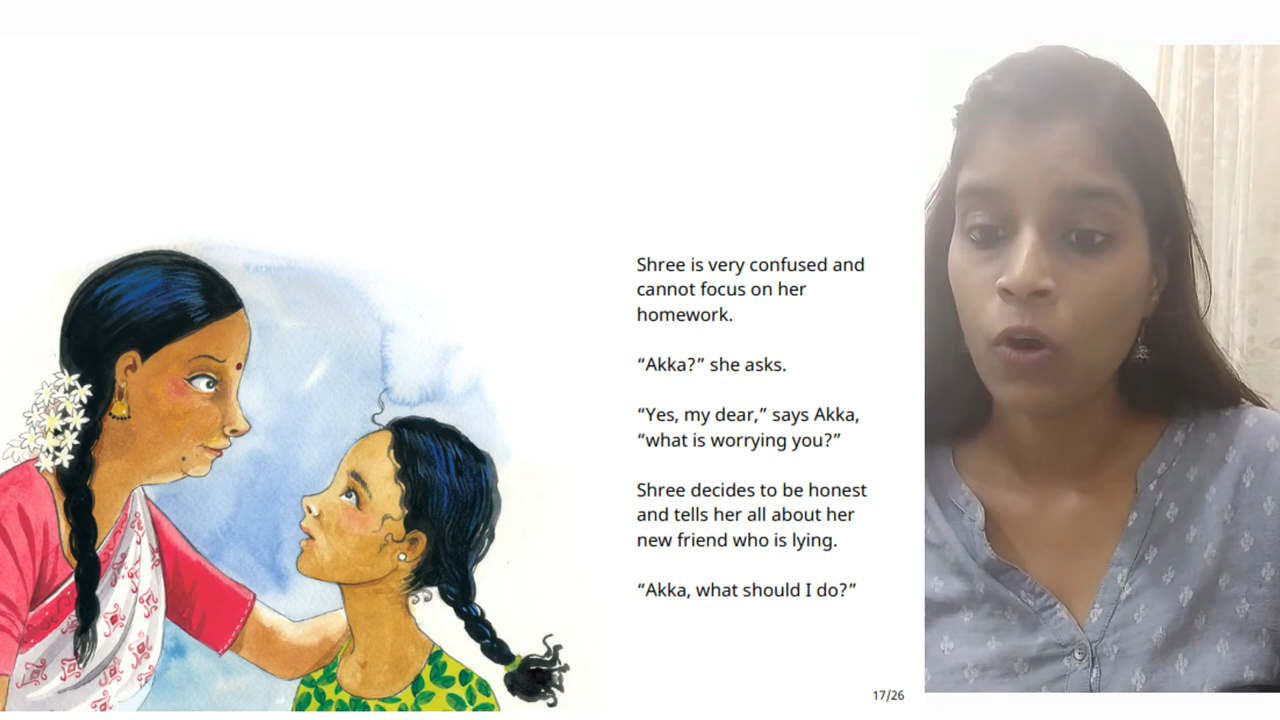 Shree is very confused and
cannot focus on her
homework.
“Akka?” she asks.
“Yes, my dear,” says Akka,
“what is worrying you?”
Shree decides to be honest
and tells her all about her
new friend who is lying.
“Akka, what should I do?”
17/26